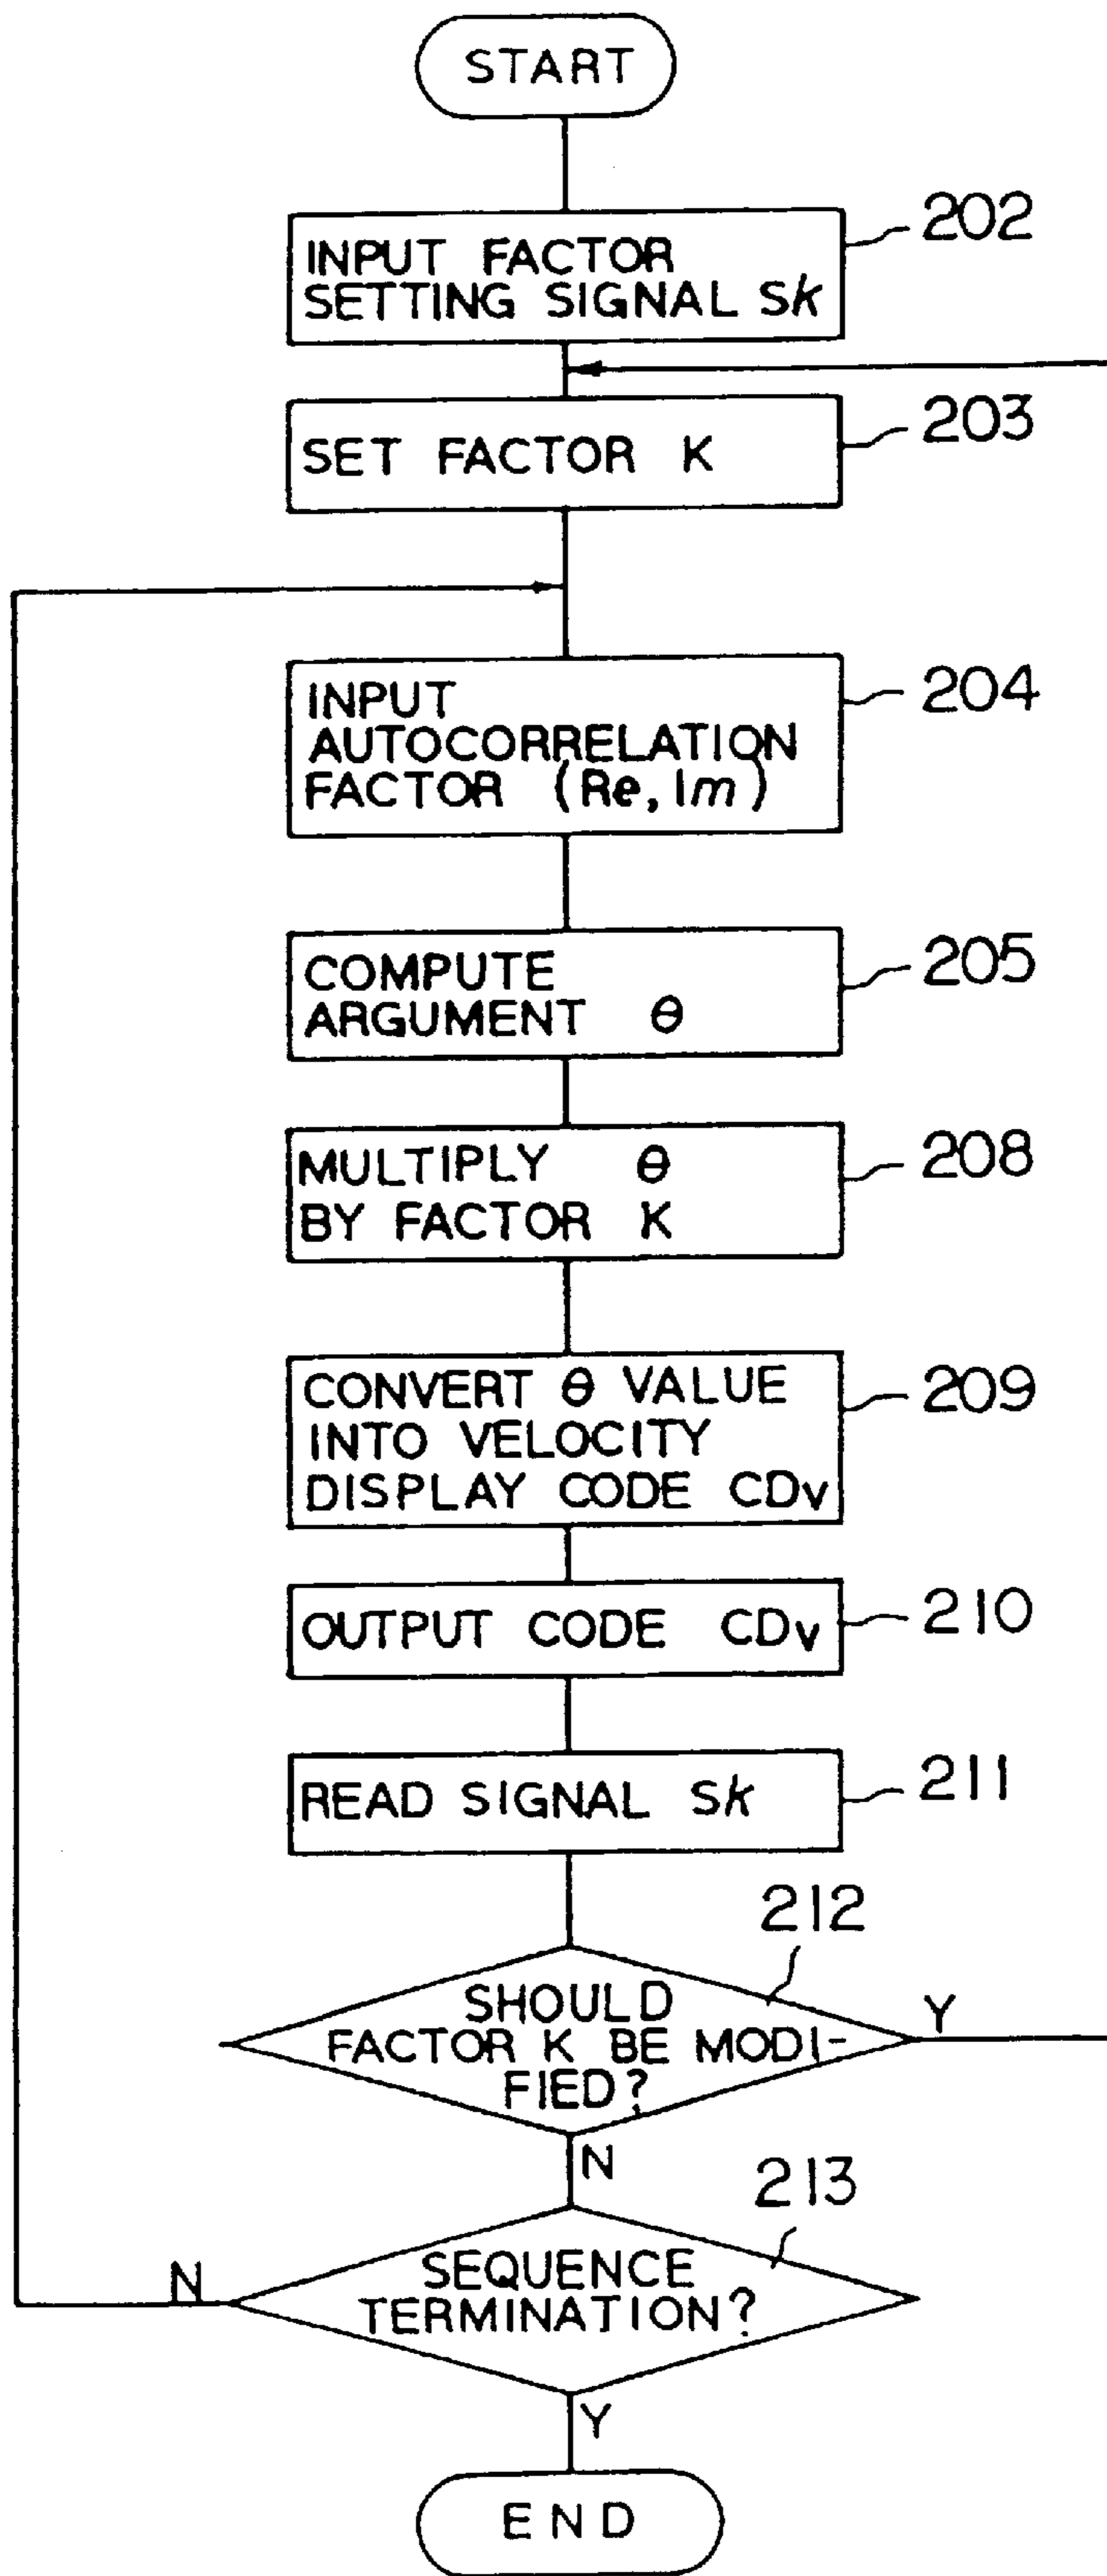 START
202
INPUT FACTOR
SETTING SIGNAL Sk
203
SET FACTOR K
204
INPUT
AUTOCORRELATION
FACTOR (Re, Im)
205
COMPUTE
ARGUMENT θ
208
MULTIPLY θ
BY FACTOR K
209
CONVERT θ VALUE
INTO VELOCITY
DISPLAY CODE CDv
210
OUTPUT CODE CDv
211
READ SIGNAL Sk
212
SHOULD
FACTOR K BE MODI-
FIED?
Y
N
213
SEQUENCE
TERMINATION?
N
Y
END